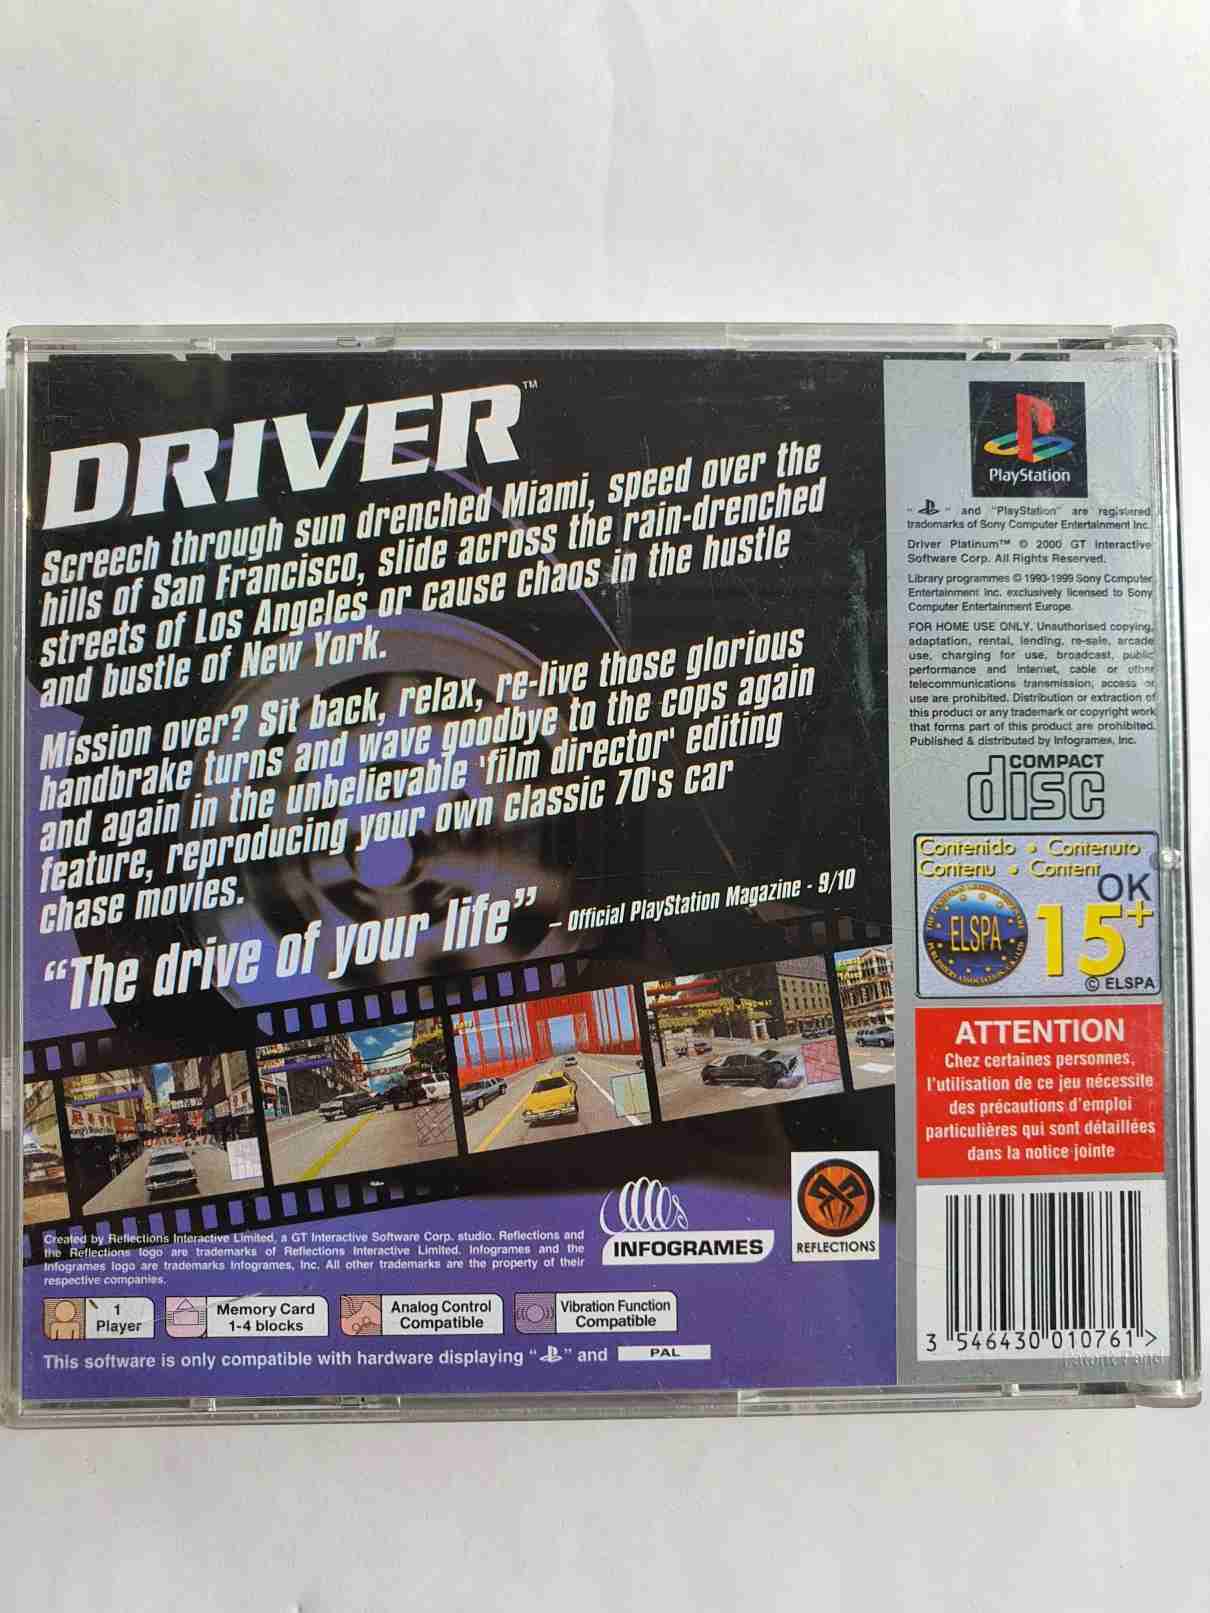 DRIVER™
Screech through sun drenched Miami, speed over the
hills of San Francisco, slide across the rain-drenched
streets of Los Angeles or cause chaos in the hustle
and bustle of New York.
Mission over? Sit back, relax, re-live those glorious
handbrake turns and wave goodbye to the cops again
and again in the unbelievable 'film director' editing
feature, reproducing your own classic 70's car
chase movies.
“The drive of your life” – Official PlayStation Magazine - 9/10
Created by Reflections Interactive Limited, a GT Interactive Software Corp. studio. Reflections and
the Reflections logo are trademarks of Reflections Interactive Limited. Infogrames and the
Infogrames logo are trademarks Infogrames, Inc. All other trademarks are the property of their
respective companies.
INFOGRAMES
REFLECTIONS
1
Player
Memory Card
1-4 blocks
Analog Control
Compatible
Vibration Function
Compatible
This software is only compatible with hardware displaying “ ” and PAL
PlayStation
“ ” and “PlayStation” are registered
trademarks of Sony Computer Entertainment Inc.
Driver Platinum™ © 2000 GT Interactive
Software Corp. All Rights Reserved.
Library programmes © 1993-1999 Sony Computer
Entertainment Inc. exclusively licensed to Sony
Computer Entertainment Europe.
FOR HOME USE ONLY. Unauthorised copying,
adaptation, rental, lending, re-sale, arcade
use, charging for use, broadcast, public
performance and internet, cable or other
telecommunications transmission, access or
use are prohibited. Distribution or extraction of
this product or any trademark or copyright work
that forms part of this product are prohibited.
Published & distributed by Infogrames, Inc.
COMPACT
disc
Contenido • Contenuto
Contenu • Content
OK
ELSPA
15+
© ELSPA
ATTENTION
Chez certaines personnes,
l'utilisation de ce jeu nécessite
des précautions d'emploi
particulières qui sont détaillées
dans la notice jointe
3 546430 010761 >